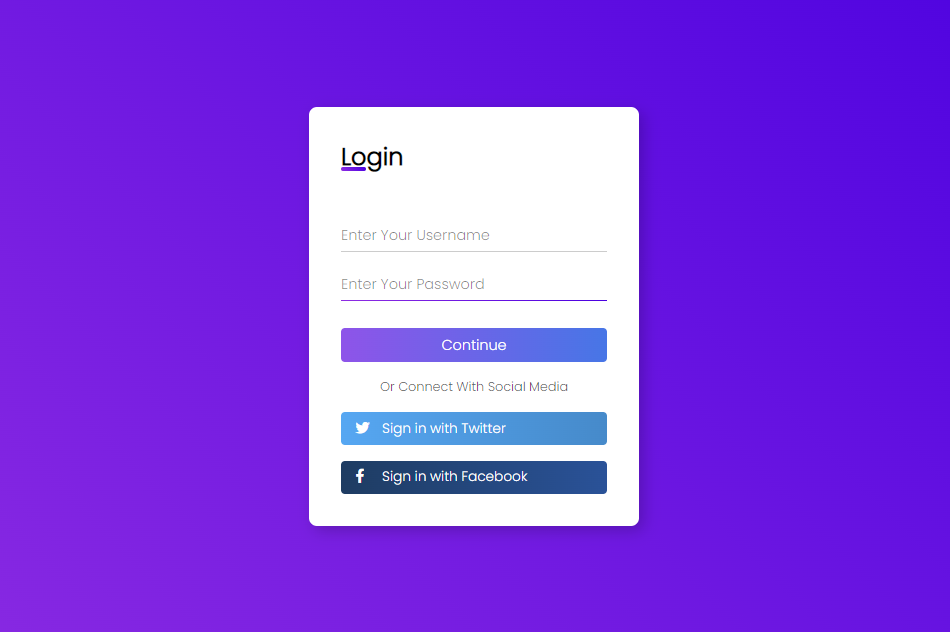 Login
Enter Your Username
Enter Your Password
Continue
Or Connect With Social Media
Sign in with Twitter
Sign in with Facebook